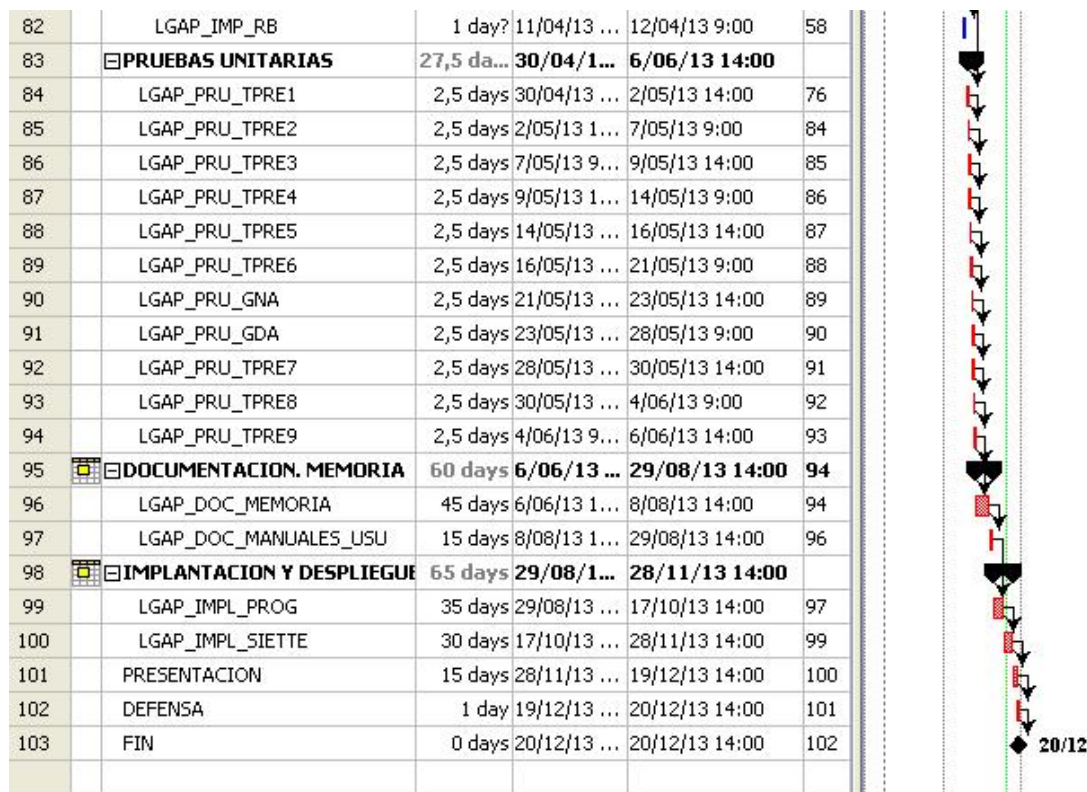 82 LGAP_IMP_RB 1 day? 11/04/13 ... 12/04/13 9:00 58
83 PRUEBAS UNITARIAS 27,5 da... 30/04/1... 6/06/13 14:00
84 LGAP_PRU_TPRE1 2,5 days 30/04/13 ... 2/05/13 14:00 76
85 LGAP_PRU_TPRE2 2,5 days 2/05/13 1... 7/05/13 9:00 84
86 LGAP_PRU_TPRE3 2,5 days 7/05/13 9... 9/05/13 14:00 85
87 LGAP_PRU_TPRE4 2,5 days 9/05/13 1... 14/05/13 9:00 86
88 LGAP_PRU_TPRE5 2,5 days 14/05/13 ... 16/05/13 14:00 87
89 LGAP_PRU_TPRE6 2,5 days 16/05/13 ... 21/05/13 9:00 88
90 LGAP_PRU_GNA 2,5 days 21/05/13 ... 23/05/13 14:00 89
91 LGAP_PRU_GDA 2,5 days 23/05/13 ... 28/05/13 9:00 90
92 LGAP_PRU_TPRE7 2,5 days 28/05/13 ... 30/05/13 14:00 91
93 LGAP_PRU_TPRE8 2,5 days 30/05/13 ... 4/06/13 9:00 92
94 LGAP_PRU_TPRE9 2,5 days 4/06/13 9... 6/06/13 14:00 93
95 DOCUMENTACION. MEMORIA 60 days 6/06/13 ... 29/08/13 14:00 94
96 LGAP_DOC_MEMORIA 45 days 6/06/13 1... 8/08/13 14:00 94
97 LGAP_DOC_MANUALES_USU 15 days 8/08/13 1... 29/08/13 14:00 96
98 IMPLANTACION Y DESPLIEGUE 65 days 29/08/1... 28/11/13 14:00
99 LGAP_IMPL_PROG 35 days 29/08/13 ... 17/10/13 14:00 97
100 LGAP_IMPL_SIETTE 30 days 17/10/13 ... 28/11/13 14:00 99
101 PRESENTACION 15 days 28/11/13 ... 19/12/13 14:00 100
102 DEFENSA 1 day 19/12/13 ... 20/12/13 14:00 101
103 FIN 0 days 20/12/13 ... 20/12/13 14:00 102 20/12